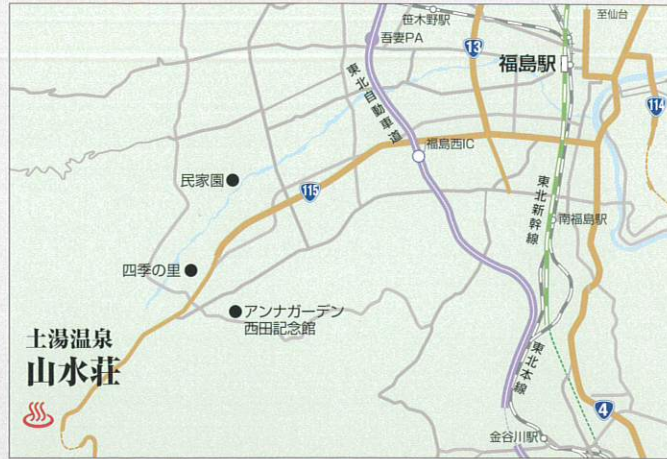 笹木野駅
至仙台
吾妻PA
13
福島駅
東北自動車道
114
福島西IC
民家園
115
東北新幹線
南福島駅
四季の里
アンナガーデン
西田記念館
土湯温泉
山水荘
東北本線
4
金谷川駅